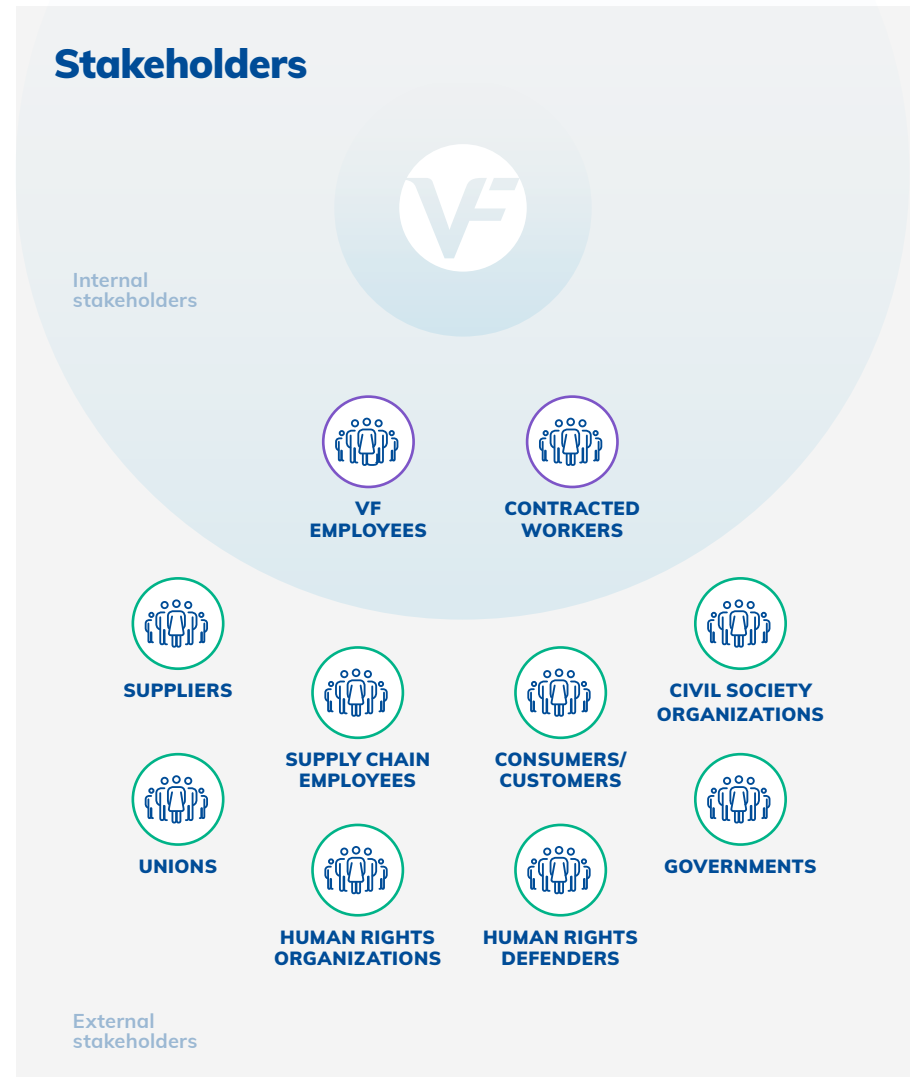 Stakeholders
VF
Internal
stakeholders
VF
EMPLOYEES
CONTRACTED
WORKERS
SUPPLIERS
CIVIL SOCIETY
ORGANIZATIONS
SUPPLY CHAIN
EMPLOYEES
CONSUMERS/
CUSTOMERS
UNIONS
GOVERNMENTS
HUMAN RIGHTS
ORGANIZATIONS
HUMAN RIGHTS
DEFENDERS
External
stakeholders